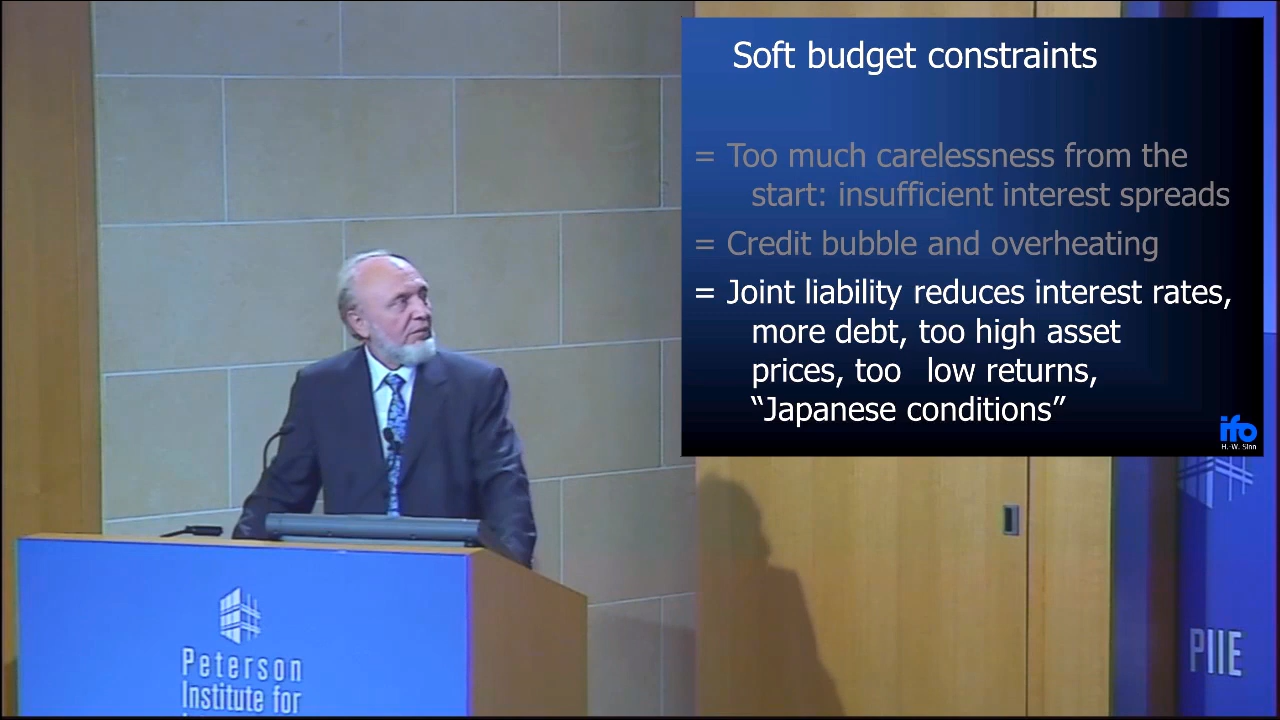 Soft budget constraints
= Too much carelessness from the
start: insufficient interest spreads
= Credit bubble and overheating
= Joint liability reduces interest rates,
more debt, too high asset
prices, too low returns,
“Japanese conditions”
ifo
H.-W. Sinn
Peterson
Institute for
PIIE